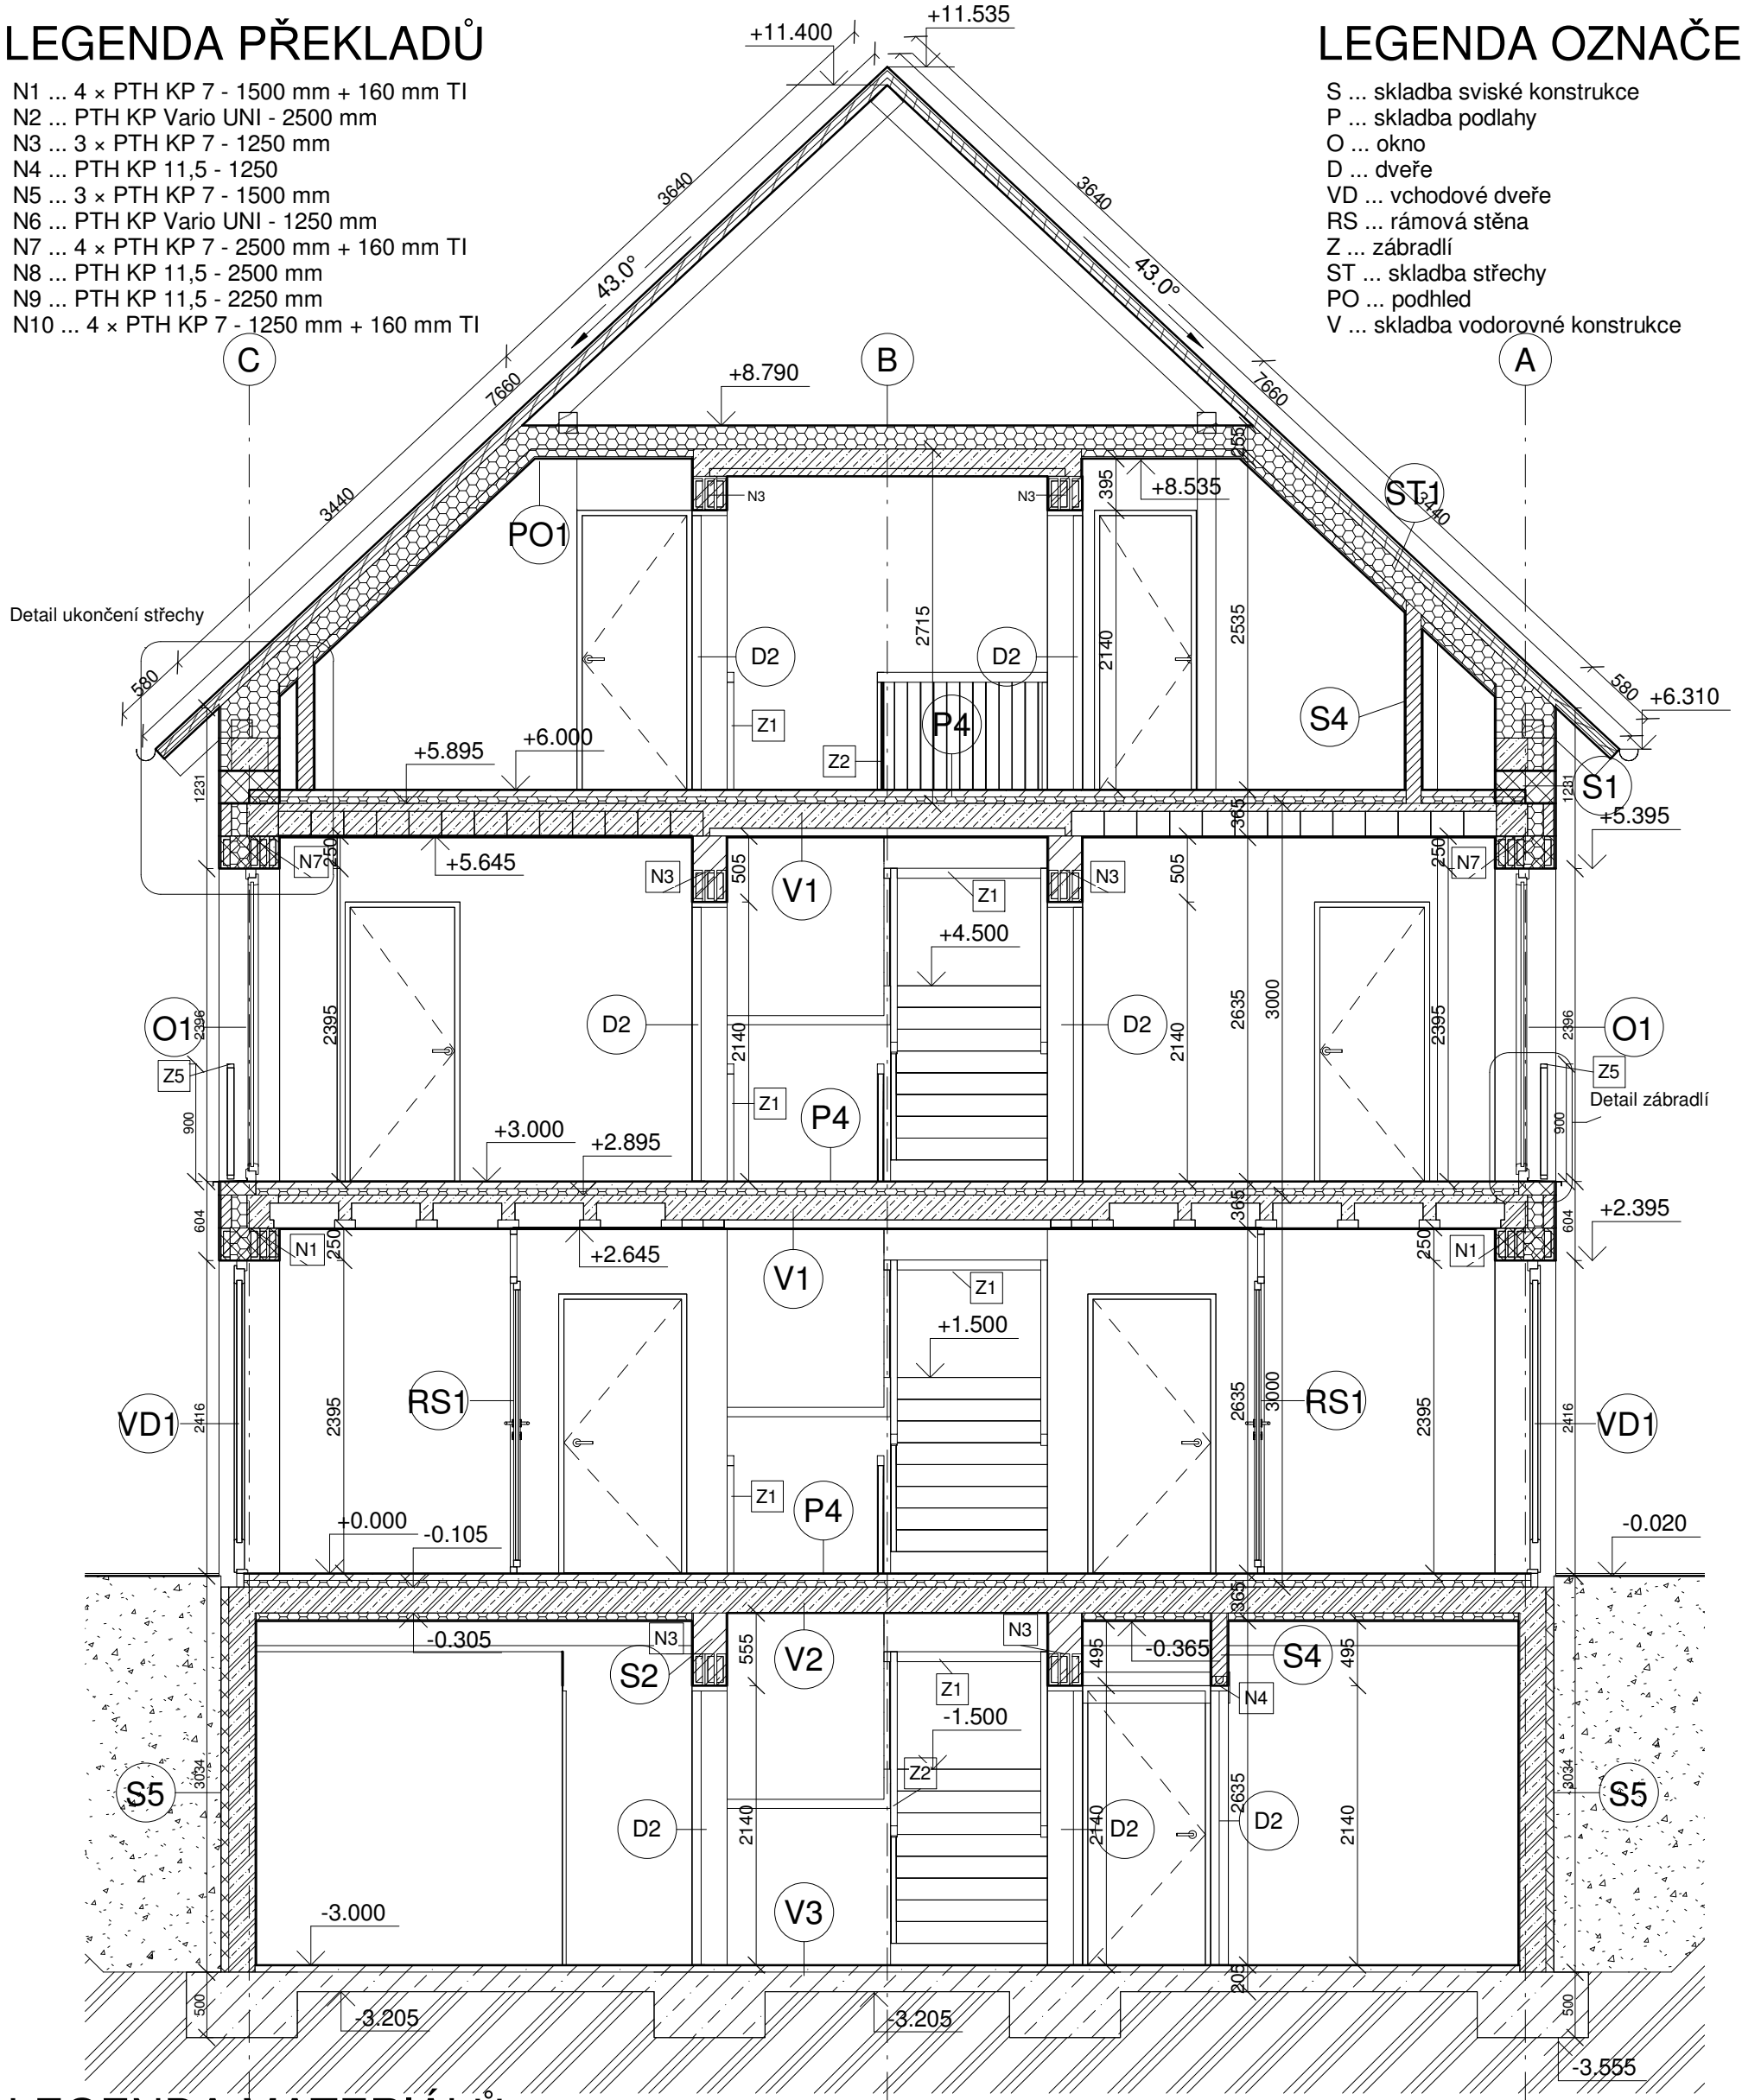 LEGENDA PŘEKLADŮ
N1 ... 4 × PTH KP 7 - 1500 mm + 160 mm TI
N2 ... PTH KP Vario UNI - 2500 mm
N3 ... 3 × PTH KP 7 - 1250 mm
N4 ... PTH KP 11,5 - 1250
N5 ... 3 × PTH KP 7 - 1500 mm
N6 ... PTH KP Vario UNI - 1250 mm
N7 ... 4 × PTH KP 7 - 2500 mm + 160 mm TI
N8 ... PTH KP 11,5 - 2500 mm
N9 ... PTH KP 11,5 - 2250 mm
N10 ... 4 × PTH KP 7 - 1250 mm + 160 mm TI
LEGENDA OZNAČE
S ... skladba sviské konstrukce
P ... skladba podlahy
O ... okno
D ... dveře
VD ... vchodové dveře
RS ... rámová stěna
Z ... zábradlí
ST ... skladba střechy
PO ... podhled
V ... skladba vodorovné konstrukce
+11.400
+11.535
3640
3640
43.0°
43.0°
C
B
A
7660
7660
+8.790
3440
3440
255
ST1
N3
N3
395
+8.535
PO1
Detail ukončení střechy
580
580
+6.310
2715
2140
2535
D2
D2
Z1
P4
S4
Z2
+6.000
+5.895
1231
1231
S1
+5.395
365
N7
250
+5.645
N3
505
V1
Z1
N3
505
250
N7
+4.500
O1
2396
2395
D2
2140
D2
2140
2635
3000
2395
2396
O1
Z5
Z5
Detail zábradlí
900
900
Z1
P4
+3.000
+2.895
604
604
365
+2.395
N1
250
+2.645
V1
Z1
250
N1
+1.500
VD1
2416
2395
RS1
2635
3000
RS1
2395
2416
VD1
Z1
P4
+0.000
-0.105
-0.020
365
-0.305
N3
S2
555
V2
Z1
N3
495
-0.365
S4
495
N4
-1.500
Z2
S5
3034
3034
S5
D2
2140
2140
D2
2635
D2
2140
-3.000
V3
205
500
500
-3.205
-3.205
-3.555
LEGENDA MATERIÁLŮ